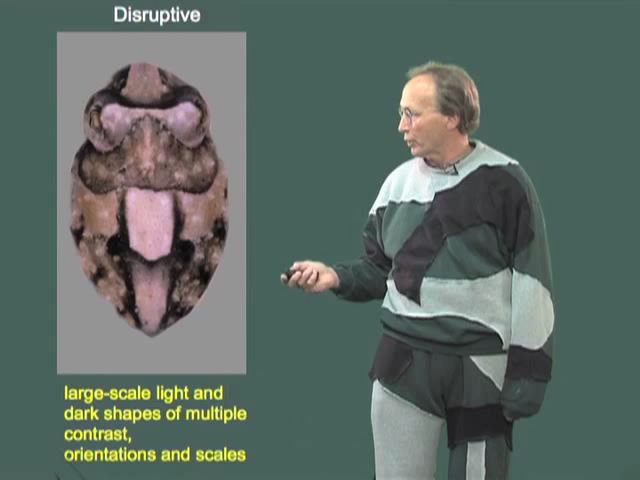 Disruptive
large-scale light and
dark shapes of multiple
contrast,
orientations and scales